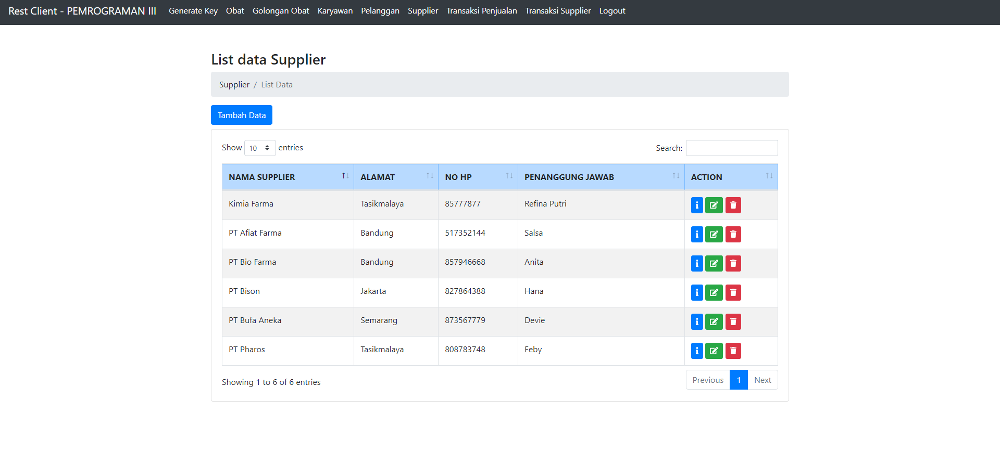 Rest Client - PEMROGRAMAN III Generate Key Obat Golongan Obat Karyawan Pelanggan Supplier Transaksi Penjualan Transaksi Supplier Logout
List data Supplier
Supplier / List Data
Tambah Data
Show 10 entries Search:
NAMA SUPPLIER ALAMAT NO HP PENANGGUNG JAWAB ACTION
Kimia Farma Tasikmalaya 85777877 Refina Putri
PT Afiat Farma Bandung 517352144 Salsa
PT Bio Farma Bandung 857946668 Anita
PT Bison Jakarta 827864388 Hana
PT Bufa Aneka Semarang 873567779 Devie
PT Pharos Tasikmalaya 808783748 Feby
Showing 1 to 6 of 6 entries Previous 1 Next